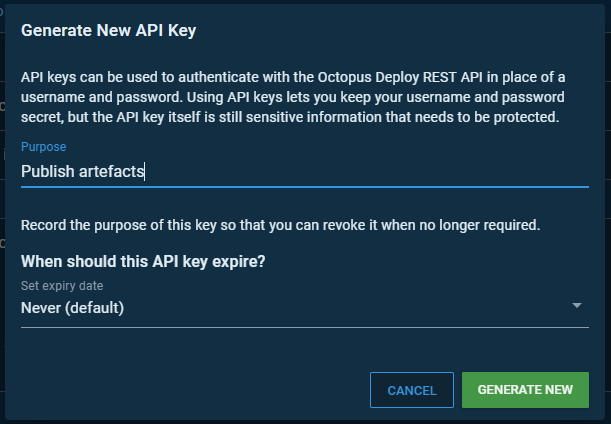 Generate New API Key
API keys can be used to authenticate with the Octopus Deploy REST API in place of a
username and password. Using API keys lets you keep your username and password
secret, but the API key itself is still sensitive information that needs to be protected.
Purpose
Publish artefacts
Record the purpose of this key so that you can revoke it when no longer required.
When should this API key expire?
Set expiry date
Never (default)
CANCEL
GENERATE NEW